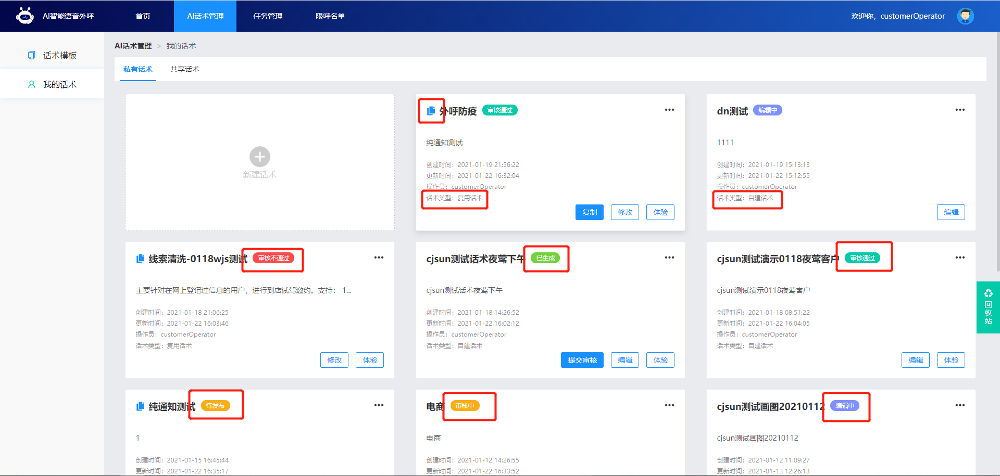 AI智能语音外呼
首页
AI话术管理
任务管理
限呼名单
欢迎你，customerOperator
话术模板
我的话术
AI话术管理 > 我的话术
私有话术
共享话术
新建话术
外呼防疫 审核通过
纯通知测试
创建时间：2021-01-19 21:56:22
更新时间：2021-01-22 16:32:04
操作员：customerOperator
话术类型：复用话术
复制 修改 体验
dn测试 编辑中
1111
创建时间：2021-01-19 15:13:13
更新时间：2021-01-22 15:12:55
操作员：customerOperator
话术类型：自建话术
编辑
线索清洗-0118wjs测试 审核不通过
主要针对在网上登记过信息的用户，进行到店试驾邀约。支持： 1...
创建时间：2021-01-18 21:06:25
更新时间：2021-01-22 16:03:46
操作员：customerOperator
话术类型：复用话术
修改 体验
cjsun测试话术夜莺下午 已生成
cjsun测试话术夜莺下午
创建时间：2021-01-18 14:26:52
更新时间：2021-01-22 16:02:12
操作员：customerOperator
话术类型：自建话术
提交审核 编辑 体验
cjsun测试演示0118夜莺客户 审核通过
cjsun测试演示0118夜莺客户
创建时间：2021-01-18 08:51:22
更新时间：2021-01-22 16:04:05
操作员：customerOperator
话术类型：自建话术
编辑 体验
回收站
纯通知测试 待发布
1
创建时间：2021-01-15 16:45:44
更新时间：2021-01-22 16:35:17
电商 审核中
电商
创建时间：2021-01-12 14:26:55
更新时间：2021-01-22 16:33:52
cjsun测试画图20210112 编辑中
cjsun测试画图20210112
创建时间：2021-01-12 11:09:27
更新时间：2021-01-13 12:26:13